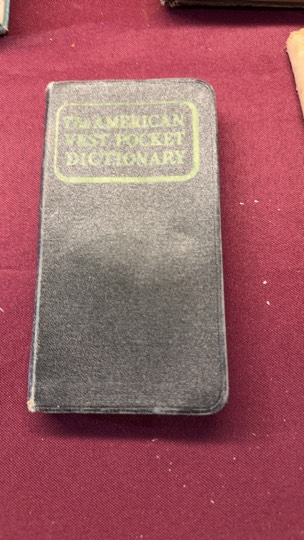 The AMERICAN
VEST POCKET
DICTIONARY